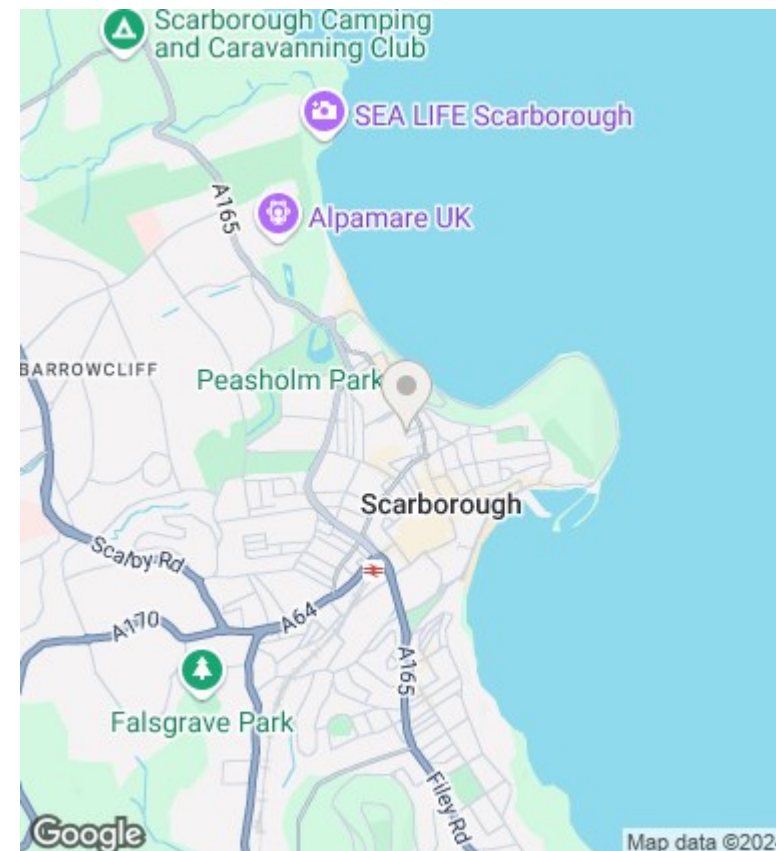 Scarborough Camping
and Caravanning Club
SEA LIFE Scarborough
A165
Alpamare UK
BARROWCLIFF
Peasholm Park
Scarborough
Scalby Rd
A64
A170
A165
Falsgrave Park
Filey Rd
Google
Map data ©202